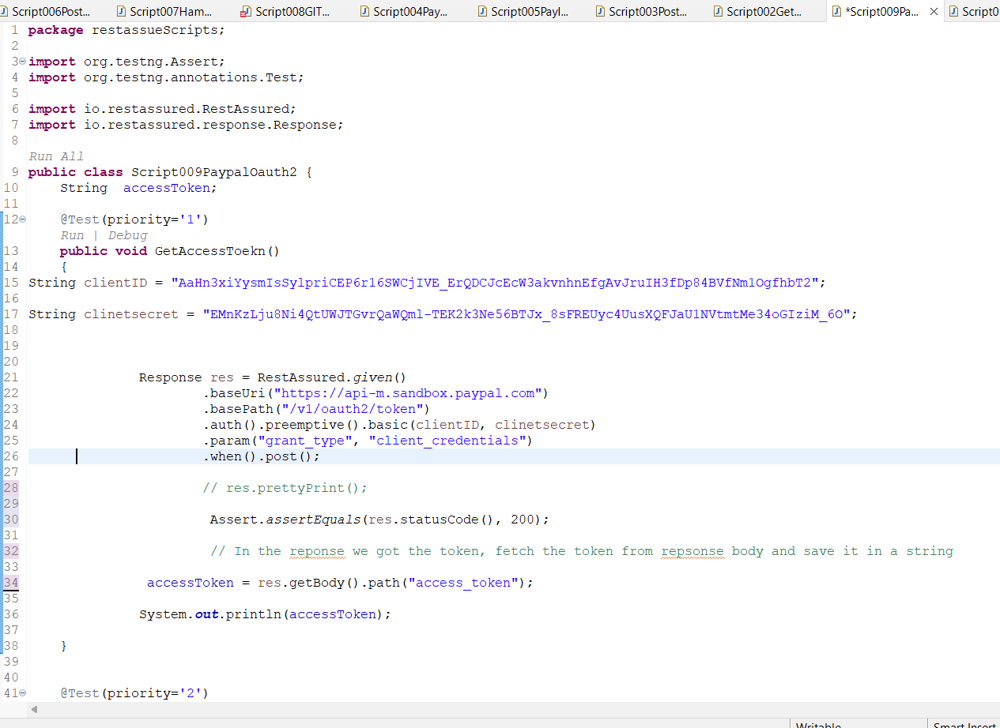 Script006Post... Script007Ham... Script008GIT... Script004Pay... Script005Payl... Script003Post... Script002Get... *Script009Pa... Script0
1 package restassueScripts;
2
3 import org.testng.Assert;
4 import org.testng.annotations.Test;
5
6 import io.restassured.RestAssured;
7 import io.restassured.response.Response;
8
Run All
9 public class Script009PaypalOauth2 {
10 String accessToken;
11
12 @Test(priority='1')
Run | Debug
13 public void GetAccessToekn()
14 {
15 String clientID = "AaHn3xiYysmIsSylpriCEP6r16SWCjIVE_ErQDCJcEcW3akvnhnEfgAvJruIH3fDp84BVfNm1OgfhbT2";
16
17 String clinetsecret = "EMnKzLju8Ni4QtUWJTGvrQaWQml-TEK2k3Ne56BTJx_8sFREUyc4UusXQFJaU1NVtmtMe34oGIziM_6O";
18
19
20
21 Response res = RestAssured.given()
22 .baseUri("https://api-m.sandbox.paypal.com")
23 .basePath("/v1/oauth2/token")
24 .auth().preemptive().basic(clientID, clinetsecret)
25 .param("grant_type", "client_credentials")
26 .when().post();
27
28 // res.prettyPrint();
29
30 Assert.assertEquals(res.statusCode(), 200);
31
32 // In the reponse we got the token, fetch the token from repsonse body and save it in a string
33
34 accessToken = res.getBody().path("access_token");
35
36 System.out.println(accessToken);
37
38 }
39
40
41 @Test(priority='2')
Writable Smart Insert